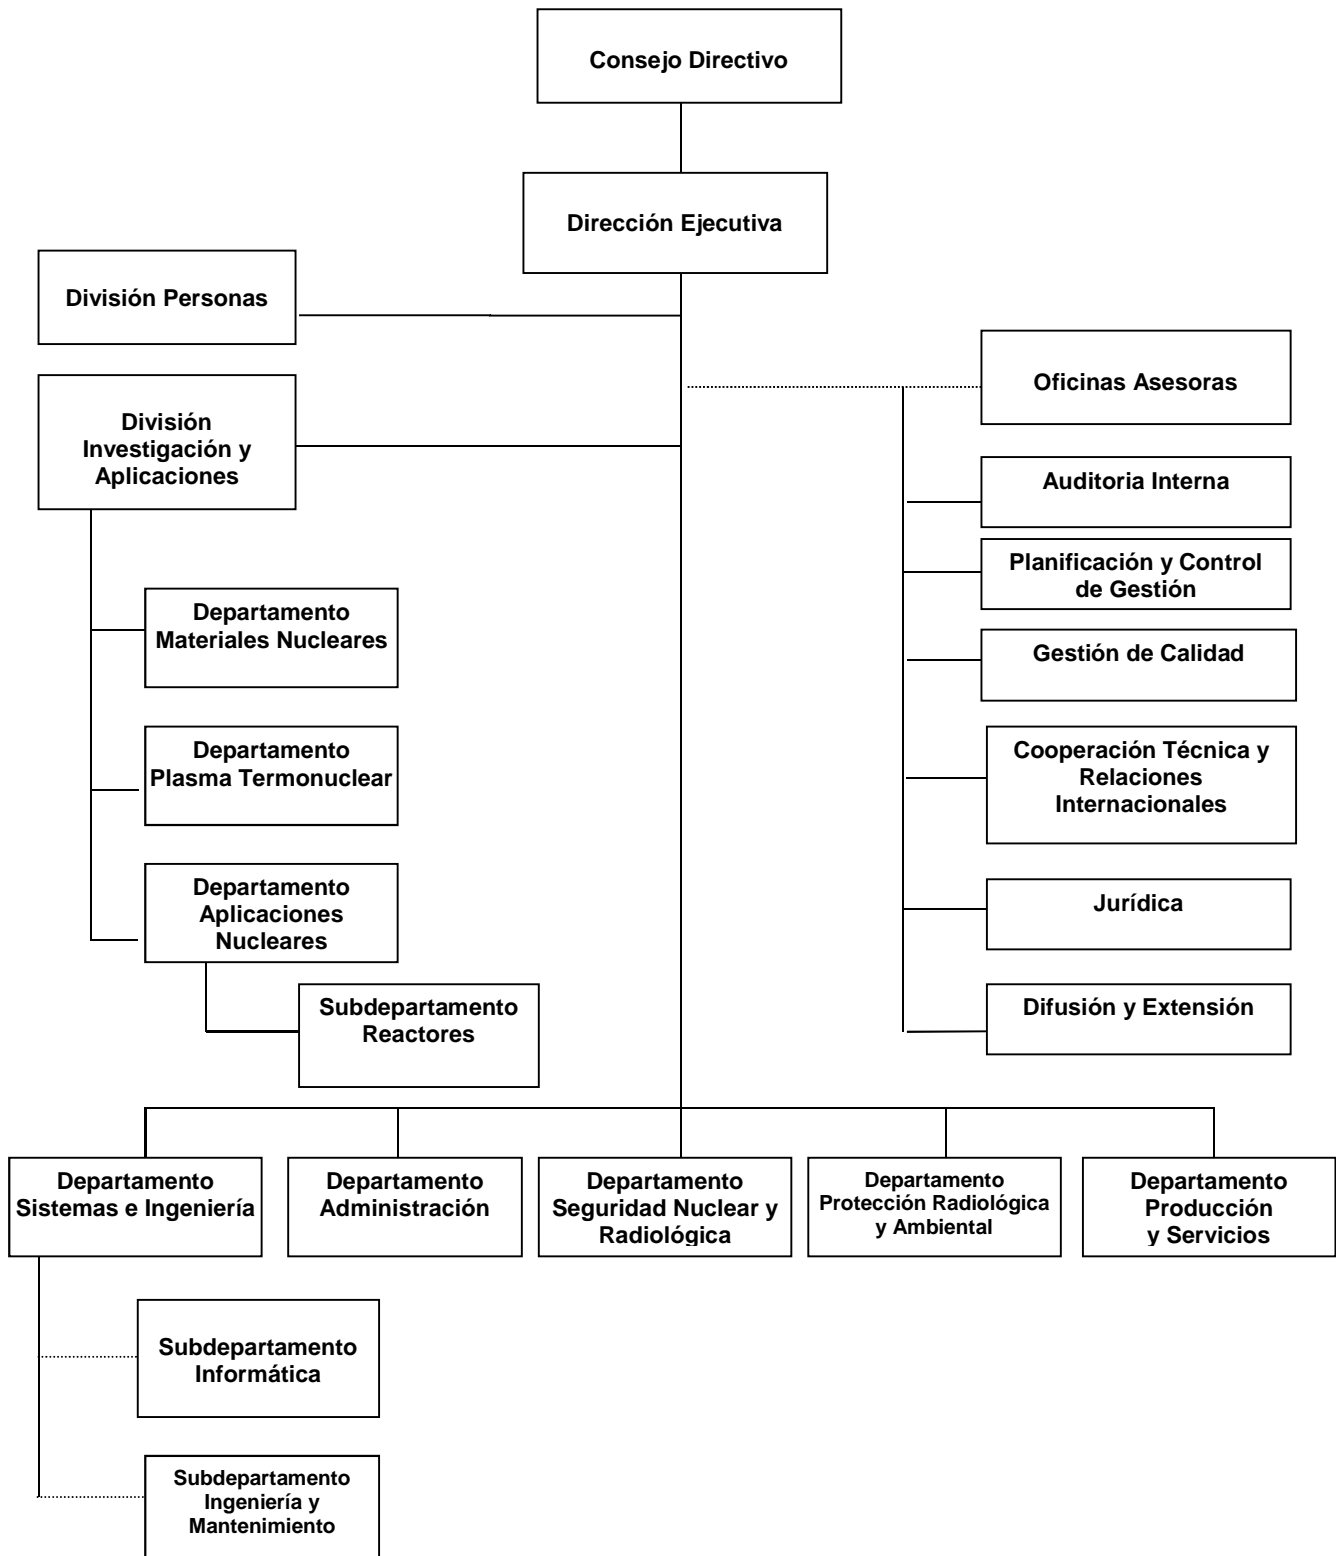 Consejo Directivo
Dirección Ejecutiva
División Personas
División
Investigación y
Aplicaciones
Oficinas Asesoras
Auditoria Interna
Planificación y Control
de Gestión
Gestión de Calidad
Cooperación Técnica y
Relaciones
Internacionales
Jurídica
Difusión y Extensión
Departamento
Materiales Nucleares
Departamento
Plasma Termonuclear
Departamento
Aplicaciones
Nucleares
Subdepartamento
Reactores
Departamento
Sistemas e Ingeniería
Departamento
Administración
Departamento
Seguridad Nuclear y
Radiológica
Departamento
Protección Radiológica
y Ambiental
Departamento
Producción
y Servicios
Subdepartamento
Informática
Subdepartamento
Ingeniería y
Mantenimiento